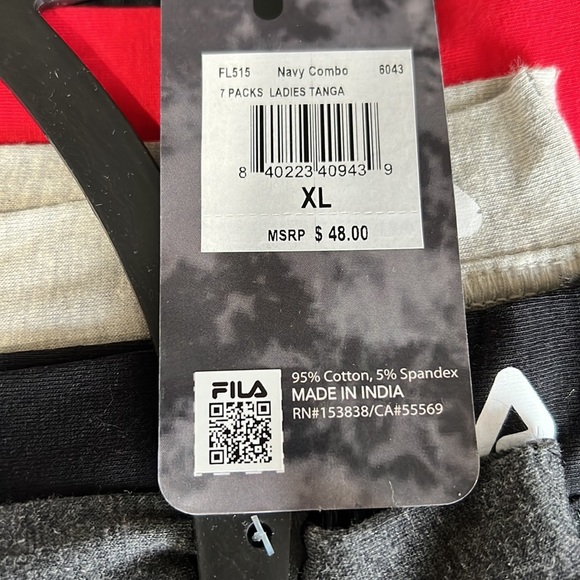 FL515 Navy Combo 6043
7 PACKS LADIES TANGA
8 40223 40943 9
XL
MSRP $ 48.00
FILA
95% Cotton, 5% Spandex
MADE IN INDIA
RN#153838/CA#55569